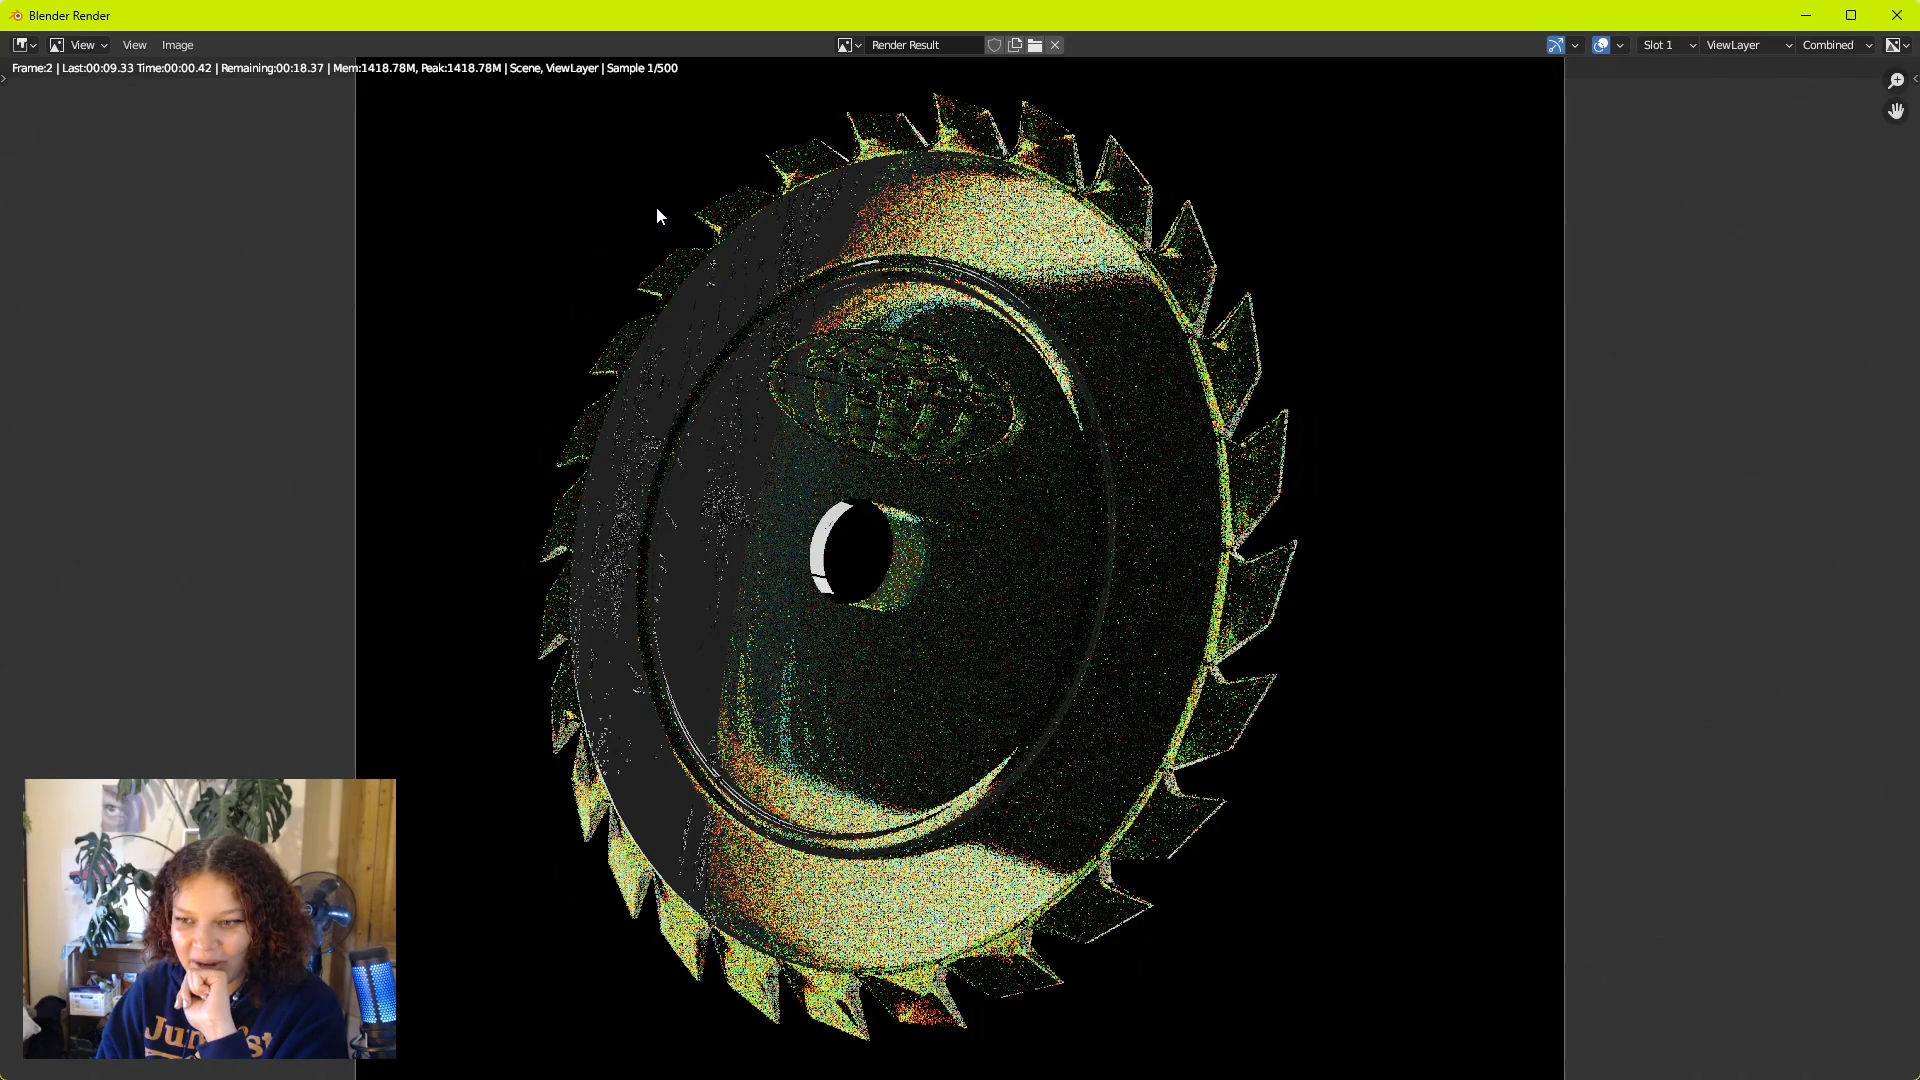 Blender Render
View View Image Render Result Slot 1 ViewLayer Combined
Frame:2 | Last:00:09.33 Time:00:00.42 | Remaining:00:18.37 | Mem:1418.78M, Peak:1418.78M | Scene, ViewLayer | Sample 1/500